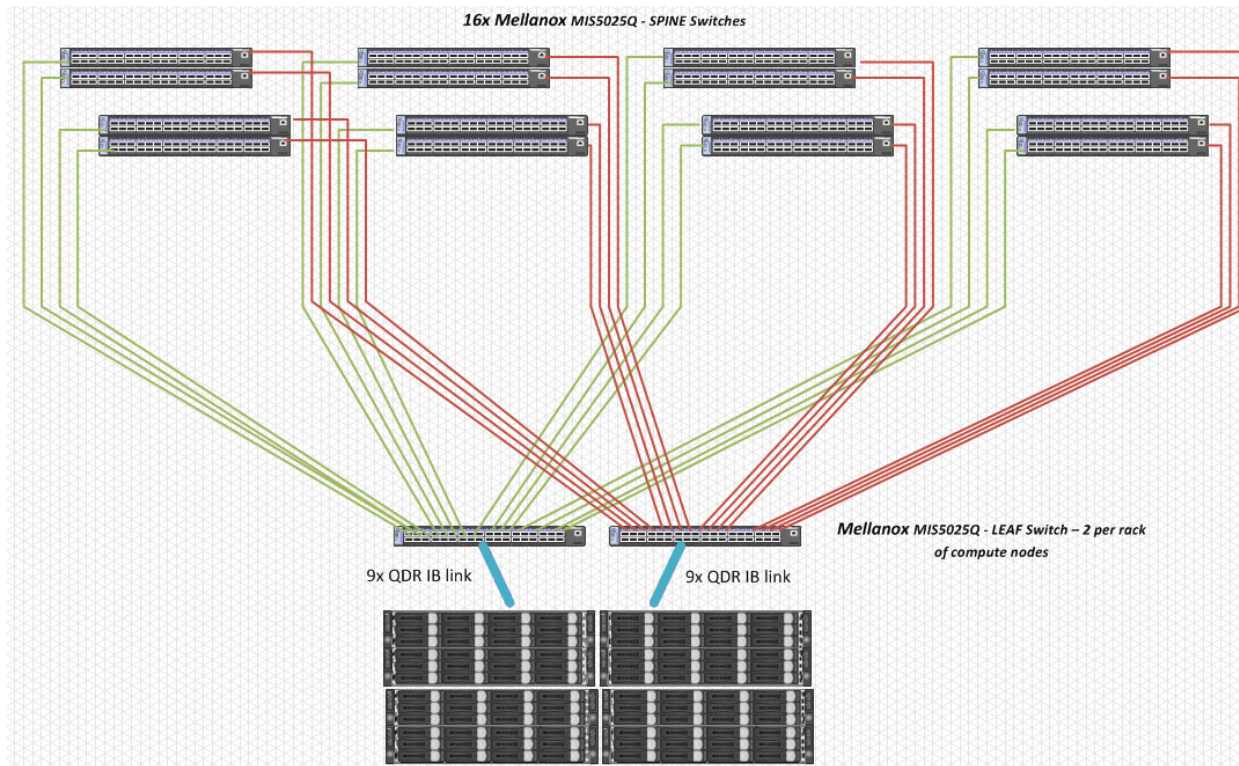 16x Mellanox MIS5025Q - SPINE Switches
Mellanox MIS5025Q - LEAF Switch – 2 per rack
of compute nodes
9x QDR IB link
9x QDR IB link